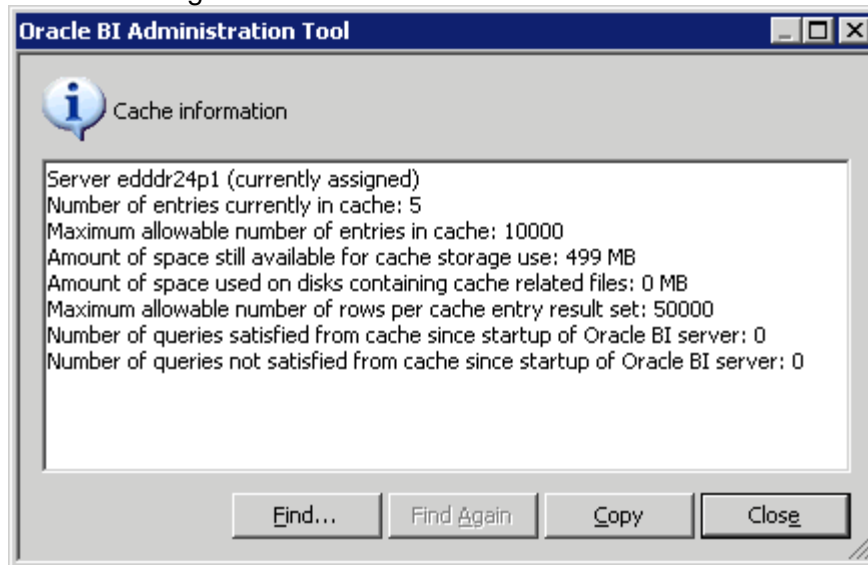 Oracle BI Administration Tool
Cache information
Server edddr24p1 (currently assigned)
Number of entries currently in cache: 5
Maximum allowable number of entries in cache: 10000
Amount of space still available for cache storage use: 499 MB
Amount of space used on disks containing cache related files: 0 MB
Maximum allowable number of rows per cache entry result set: 50000
Number of queries satisfied from cache since startup of Oracle BI server: 0
Number of queries not satisfied from cache since startup of Oracle BI server: 0
Find... Find Again Copy Close